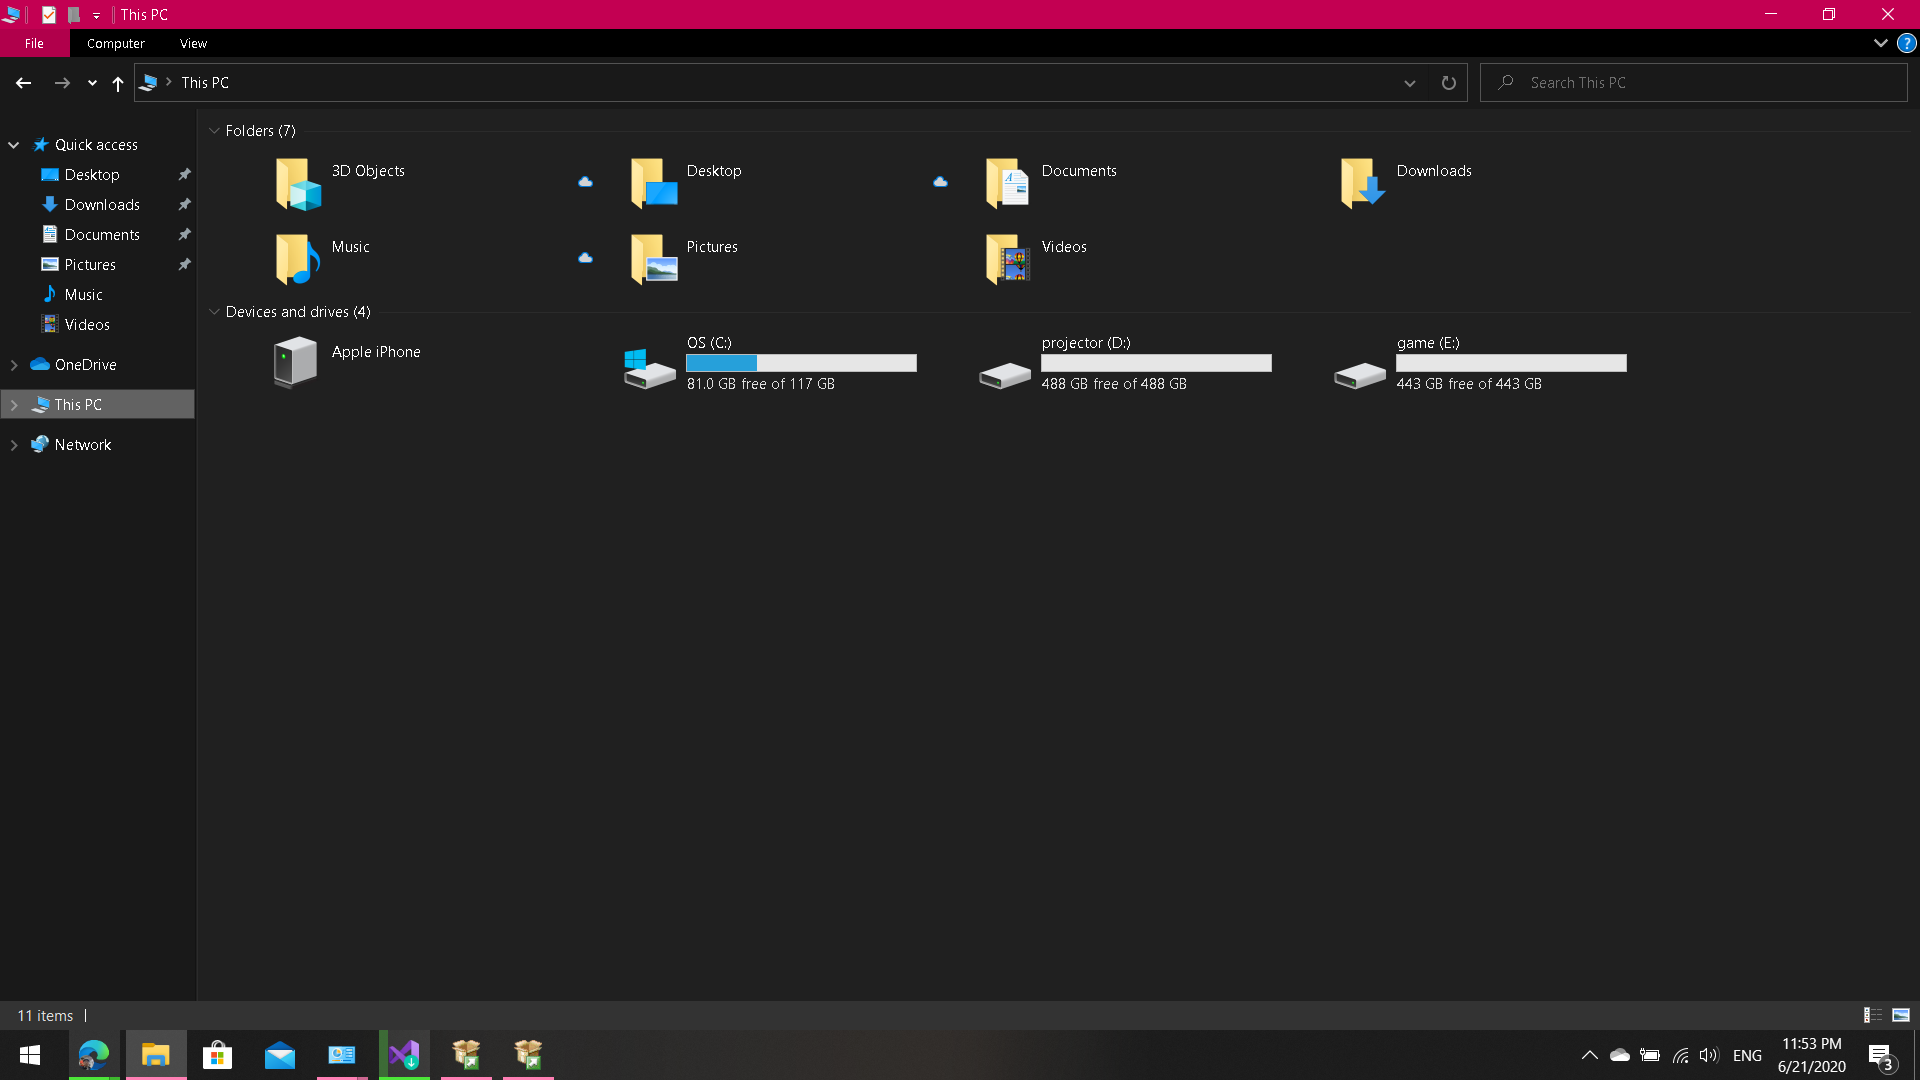 This PC
File
Computer
View
?
This PC
Search This PC
Quick access
Desktop
Downloads
Documents
Pictures
Music
Videos
OneDrive
This PC
Network
Folders (7)
3D Objects
Desktop
Documents
Downloads
Music
Pictures
Videos
Devices and drives (4)
Apple iPhone
OS (C:)
81.0 GB free of 117 GB
projector (D:)
488 GB free of 488 GB
game (E:)
443 GB free of 443 GB
11 items
ENG
11:53 PM
6/21/2020
3